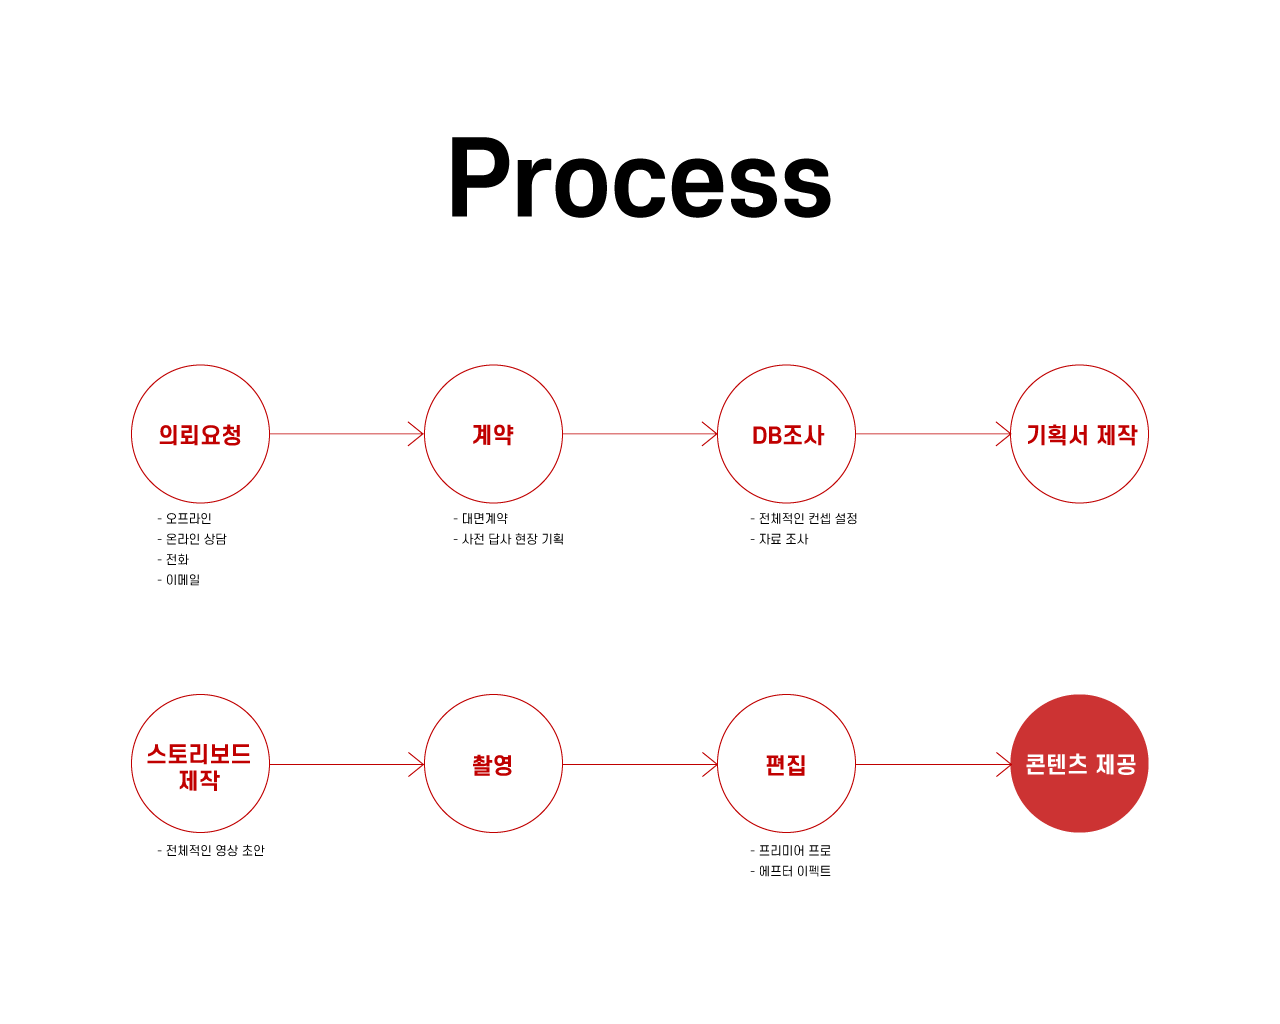 Process
의뢰요청
계약
DB조사
기획서 제작
- 오프라인
- 온라인 상담
- 전화
- 이메일
- 대면계약
- 사전 답사 현장 기획
- 전체적인 컨셉 설정
- 자료 조사
스토리보드
제작
촬영
편집
콘텐츠 제공
- 전체적인 영상 초안
- 프리미어 프로
- 에프터 이펙트